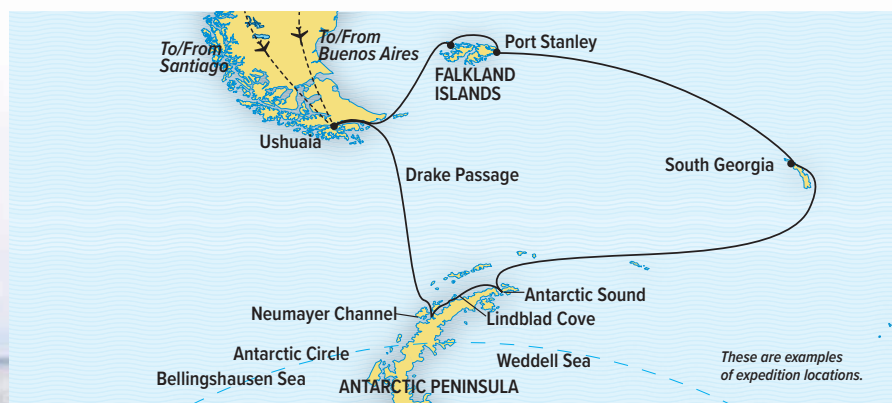 To/From
Santiago
To/From
Buenos Aires
Port Stanley
FALKLAND
ISLANDS
Ushuaia
South Georgia
Drake Passage
Antarctic Sound
Neumayer Channel
Lindblad Cove
Antarctic Circle
Weddell Sea
These are examples
of expedition locations.
Bellingshausen Sea
ANTARCTIC PENINSULA